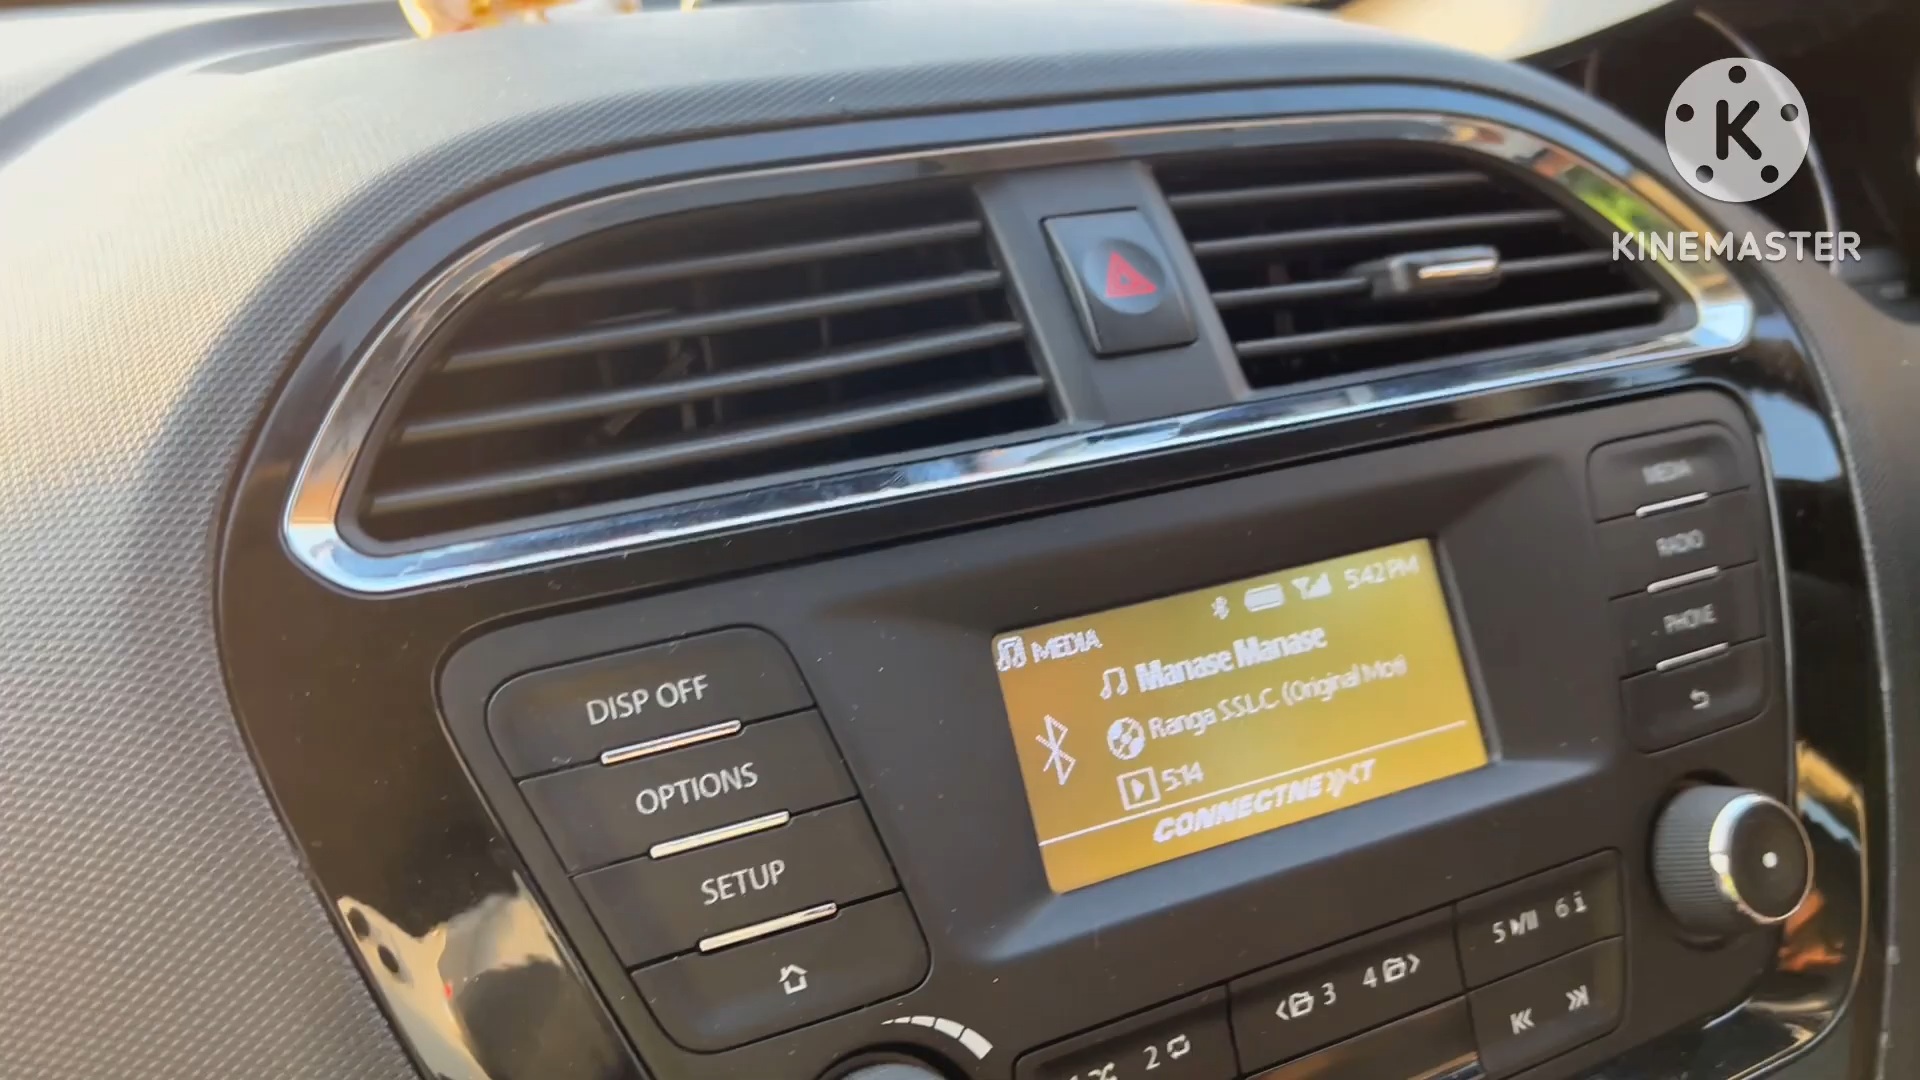 K
KINEMASTER
MEDIA
RADIO
PHONE
DISP OFF
OPTIONS
SETUP
5:42 PM
MEDIA
Manase Manase
Ranga SSLC (Original Mot
5:14
CONNECTNEXT
2
3
4
5
6 i